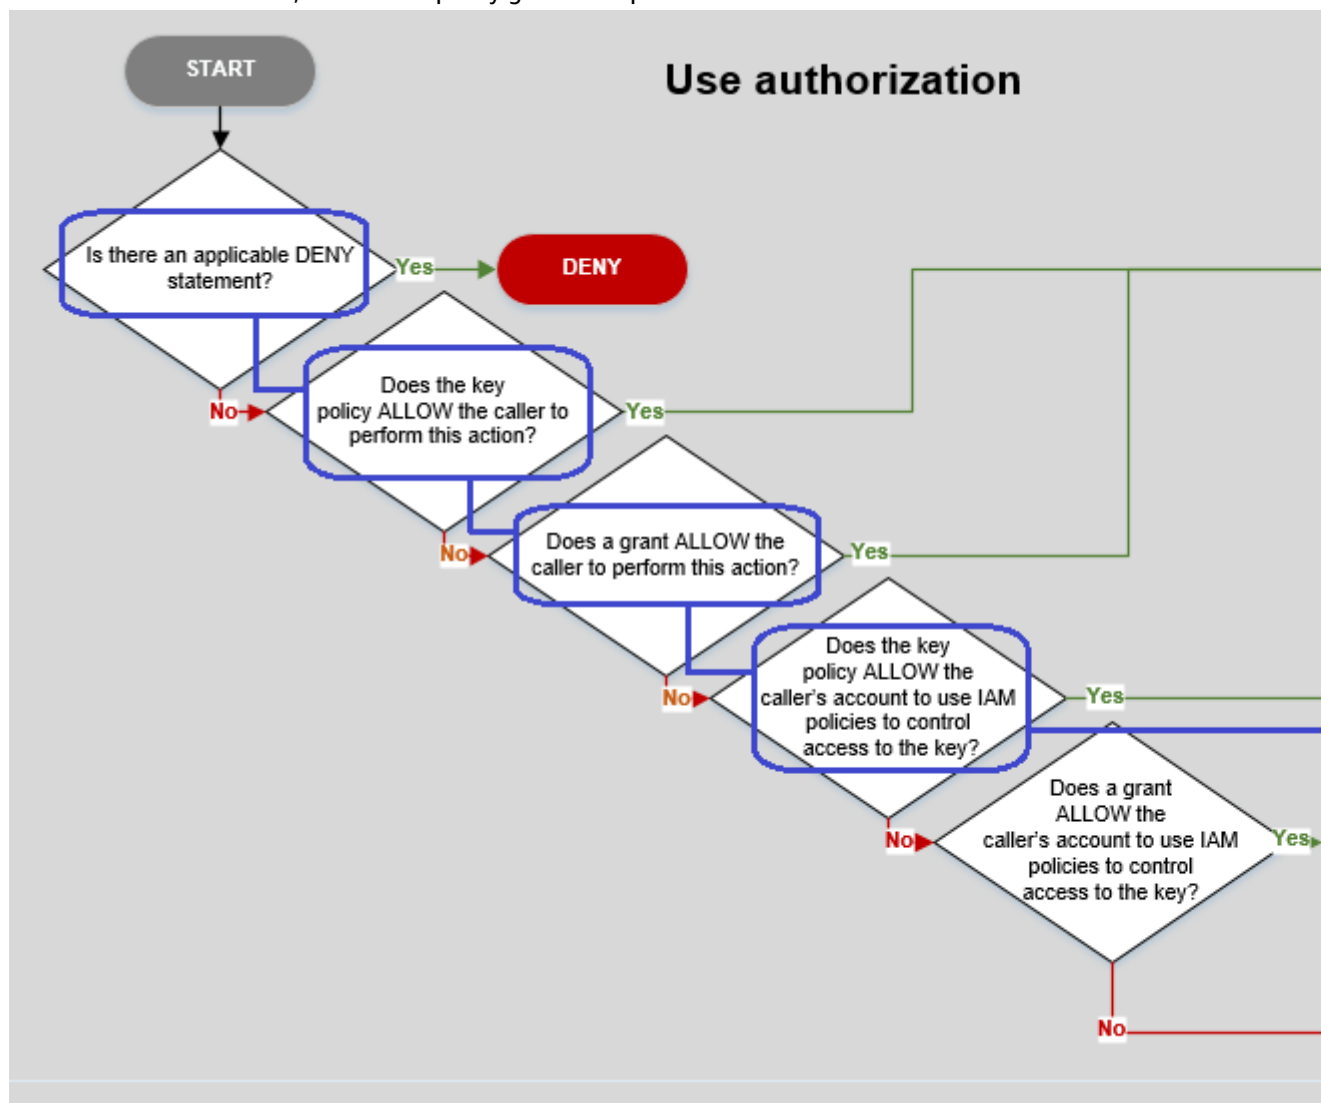 START
Use authorization
Is there an applicable DENY
statement?
Yes
DENY
No
Does the key
policy ALLOW the caller to
perform this action?
Yes
No
Does a grant ALLOW the
caller to perform this action?
Yes
No
Does the key
policy ALLOW the
caller's account to use IAM
policies to control
access to the key?
Yes
No
Does a grant
ALLOW the
caller's account to use IAM
policies to control
access to the key?
Yes
No